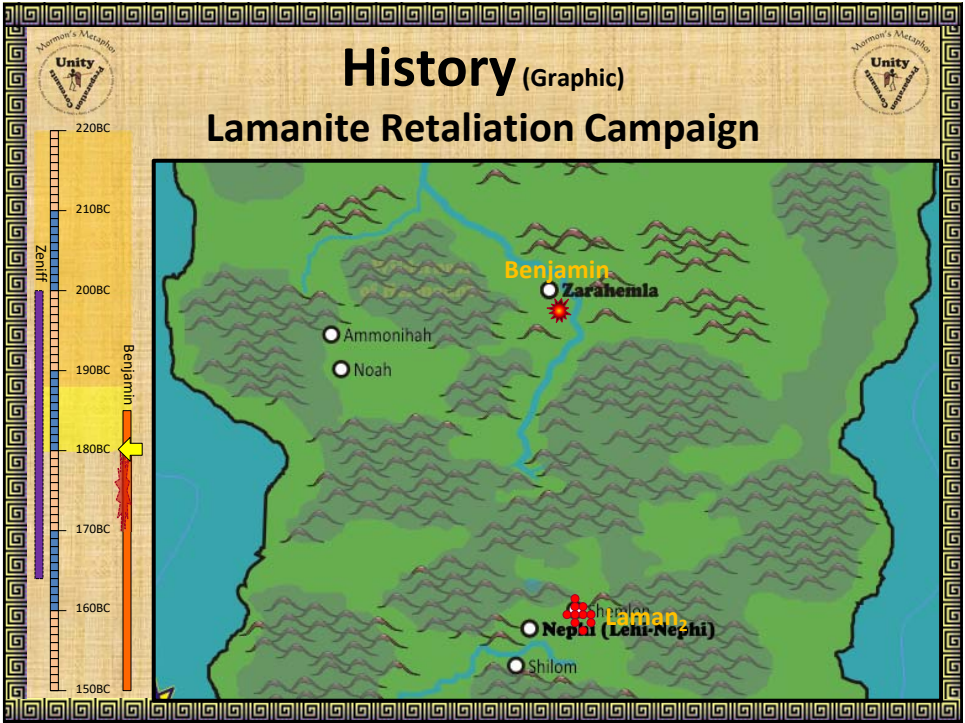 Mormon's Metaphor
Unity
Preparation
Covenants
Mormon's Metaphor
Unity
Preparation
Covenants
History (Graphic)
Lamanite Retaliation Campaign
220BC
210BC
200BC
190BC
180BC
170BC
160BC
150BC
Zeniff
Benjamin
Benjamin
Zarahemla
Ammonihah
Noah
Shemlon
Laman2
Nephi (Lehi-Nephi)
Shilom